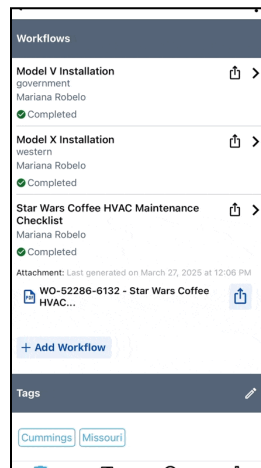 Workflows
Model V Installation
government
Mariana Robelo
Completed
Model X Installation
western
Mariana Robelo
Completed
Star Wars Coffee HVAC Maintenance
Checklist
Mariana Robelo
Completed
Attachment: Last generated on March 27, 2025 at 12:06 PM
PDF WO-52286-6132 - Star Wars Coffee
HVAC...
+ Add Workflow
Tags
Cummings Missouri